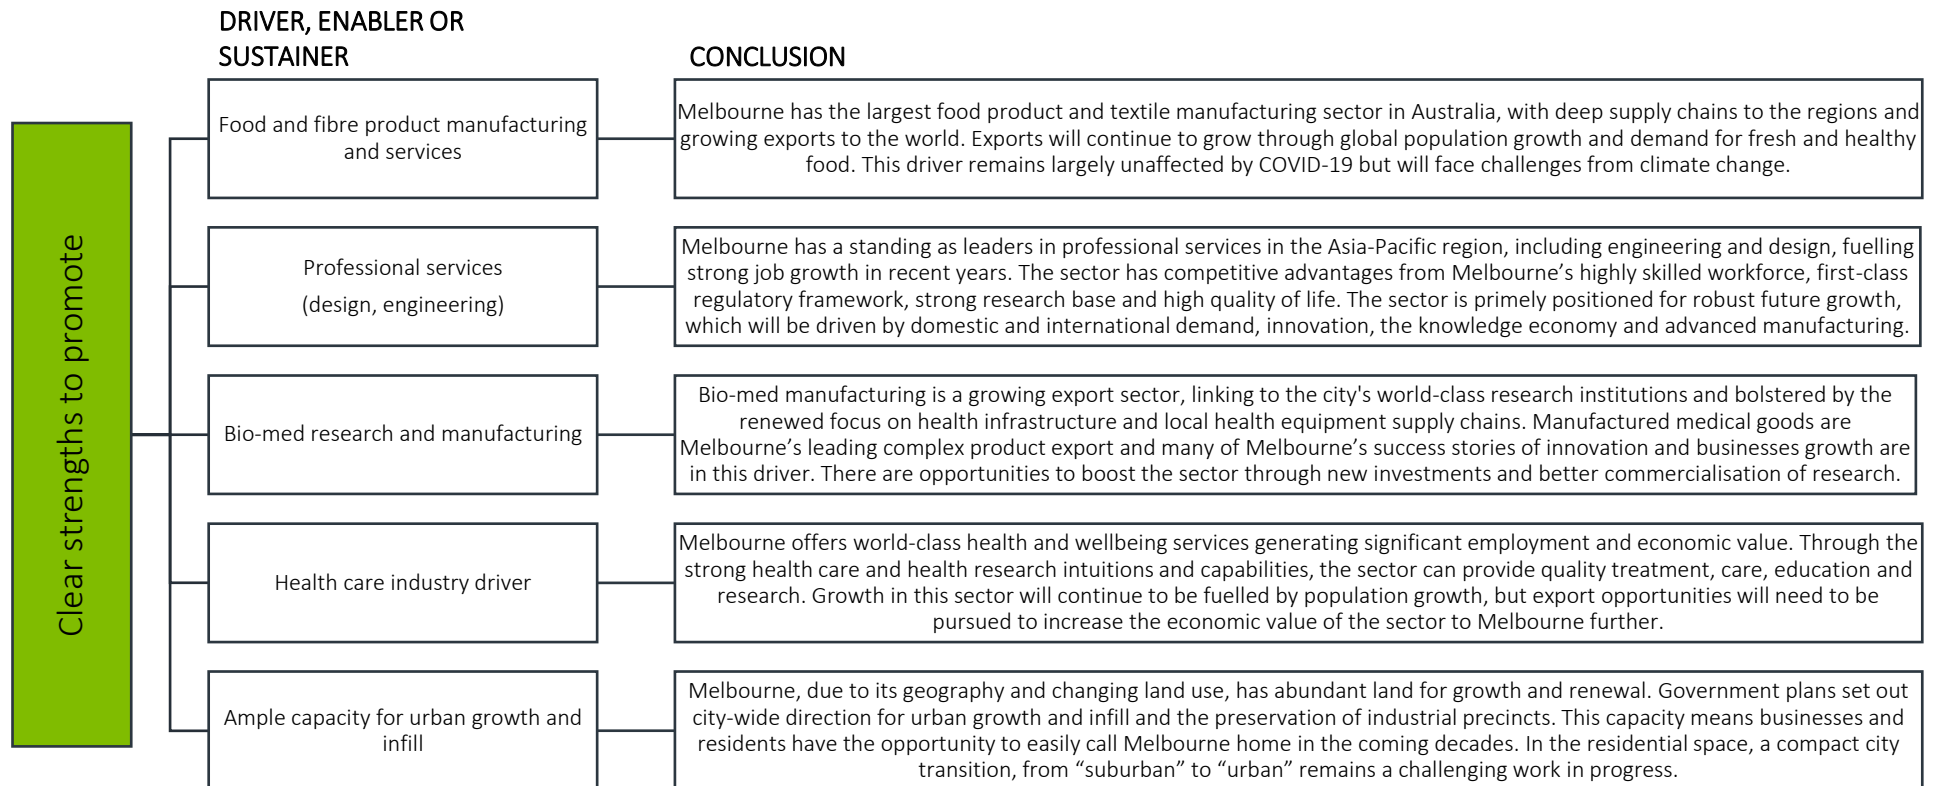 DRIVER, ENABLER OR
SUSTAINER
CONCLUSION
Clear strengths to promote
Food and fibre product manufacturing
and services
Melbourne has the largest food product and textile manufacturing sector in Australia, with deep supply chains to the regions and
growing exports to the world. Exports will continue to grow through global population growth and demand for fresh and healthy
food. This driver remains largely unaffected by COVID-19 but will face challenges from climate change.
Professional services
(design, engineering)
Melbourne has a standing as leaders in professional services in the Asia-Pacific region, including engineering and design, fuelling
strong job growth in recent years. The sector has competitive advantages from Melbourne’s highly skilled workforce, first-class
regulatory framework, strong research base and high quality of life. The sector is primely positioned for robust future growth,
which will be driven by domestic and international demand, innovation, the knowledge economy and advanced manufacturing.
Bio-med research and manufacturing
Bio-med manufacturing is a growing export sector, linking to the city's world-class research institutions and bolstered by the
renewed focus on health infrastructure and local health equipment supply chains. Manufactured medical goods are
Melbourne’s leading complex product export and many of Melbourne’s success stories of innovation and businesses growth are
in this driver. There are opportunities to boost the sector through new investments and better commercialisation of research.
Health care industry driver
Melbourne offers world-class health and wellbeing services generating significant employment and economic value. Through the
strong health care and health research intuitions and capabilities, the sector can provide quality treatment, care, education and
research. Growth in this sector will continue to be fuelled by population growth, but export opportunities will need to be
pursued to increase the economic value of the sector to Melbourne further.
Ample capacity for urban growth and
infill
Melbourne, due to its geography and changing land use, has abundant land for growth and renewal. Government plans set out
city-wide direction for urban growth and infill and the preservation of industrial precincts. This capacity means businesses and
residents have the opportunity to easily call Melbourne home in the coming decades. In the residential space, a compact city
transition, from “suburban” to “urban” remains a challenging work in progress.